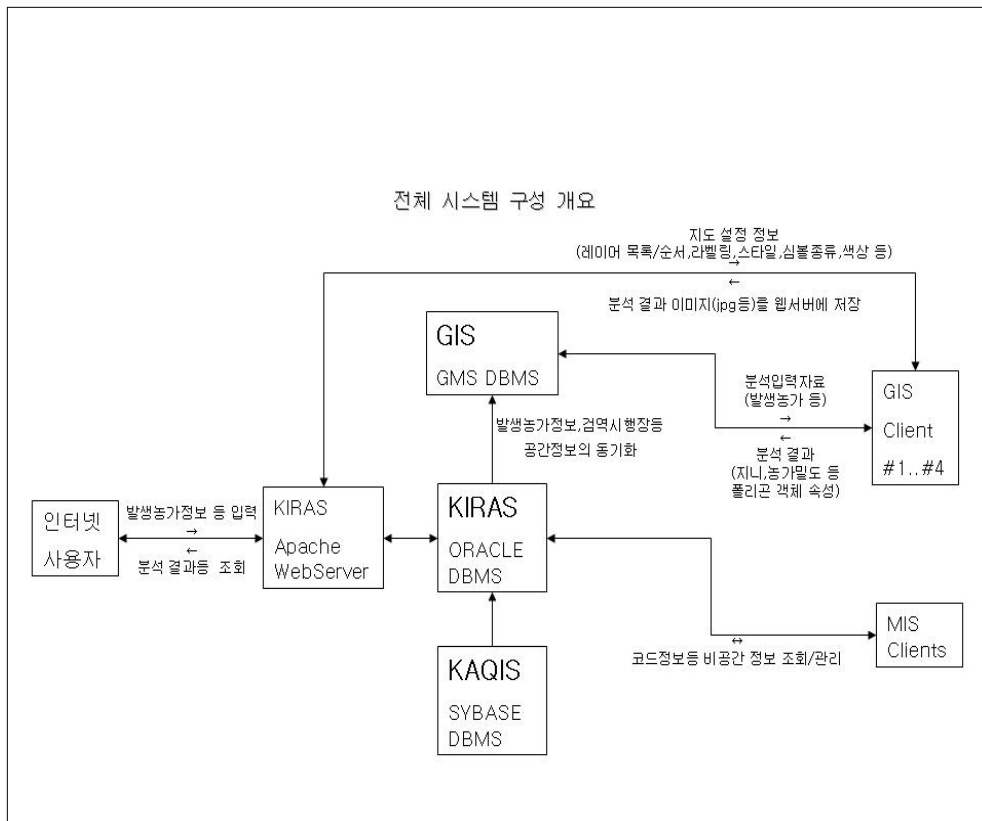 전체 시스템 구성 개요
지도 설정 정보
(레이어 목록/순서,라벨링,스타일,심볼종류,색상 등)
→
←
분석 결과 이미지(jpg등)를 웹서버에 저장
GIS
GMS DBMS
분석입력자료
(발생농가 등)
→
←
분석 결과
(지니,농가밀도 등
폴리곤 객체 속성)
GIS
Client
#1..#4
발생농가정보,검역시행장등
공간정보의 동기화
인터넷
사용자
발생농가정보 등 입력
→
←
분석 결과등 조회
KIRAS
Apache
WebServer
KIRAS
ORACLE
DBMS
↔
코드정보등 비공간 정보 조회/관리
MIS
Clients
KAQIS
SYBASE
DBMS